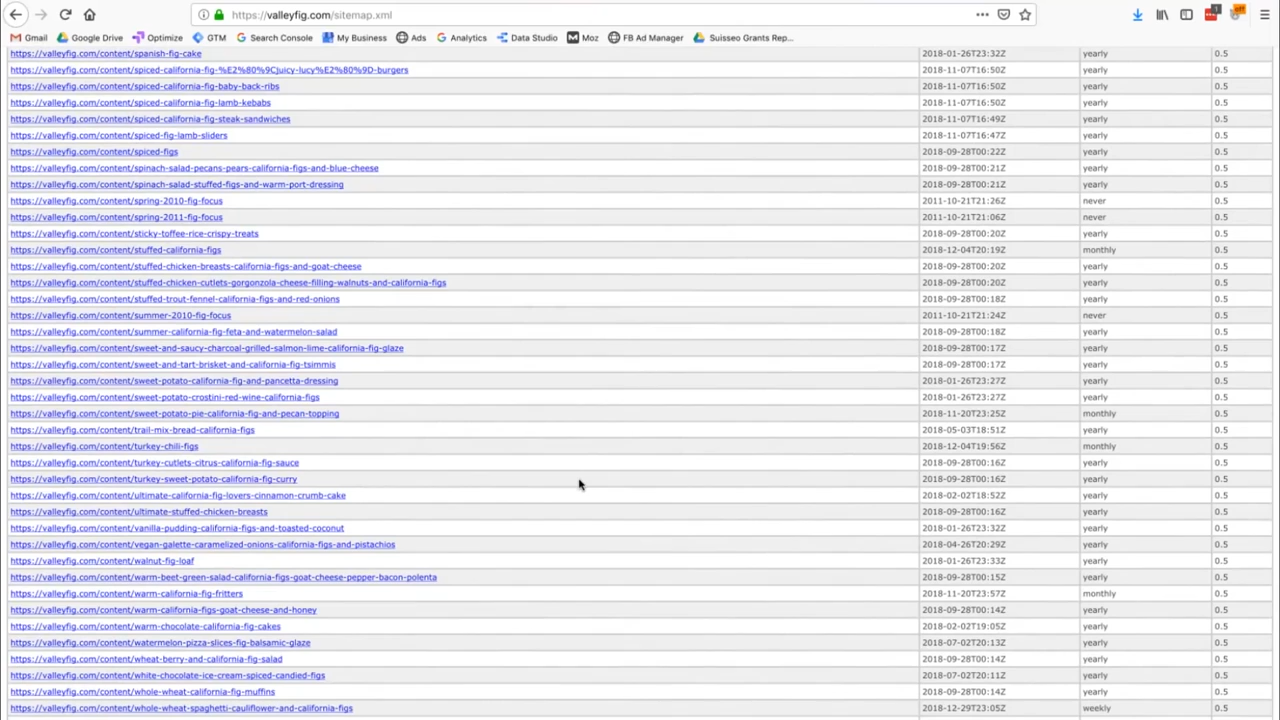 https://valleyfig.com/sitemap.xml
Gmail Google Drive Optimize GTM Search Console My Business Ads Analytics Data Studio Moz FB Ad Manager Suisseo Grants Rep...
https://valleyfig.com/content/spanish-fig-cake 2018-01-26T23:32Z yearly 0.5
https://valleyfig.com/content/spiced-california-fig-%E2%80%9Cjuicy-lucy%E2%80%9D-burgers 2018-11-07T16:50Z yearly 0.5
https://valleyfig.com/content/spiced-california-fig-baby-back-ribs 2018-11-07T16:50Z yearly 0.5
https://valleyfig.com/content/spiced-california-fig-lamb-kebabs 2018-11-07T16:50Z yearly 0.5
https://valleyfig.com/content/spiced-california-fig-steak-sandwiches 2018-11-07T16:49Z yearly 0.5
https://valleyfig.com/content/spiced-fig-lamb-sliders 2018-11-07T16:47Z yearly 0.5
https://valleyfig.com/content/spiced-figs 2018-09-28T00:22Z yearly 0.5
https://valleyfig.com/content/spinach-salad-pecans-pears-california-figs-and-blue-cheese 2018-09-28T00:21Z yearly 0.5
https://valleyfig.com/content/spinach-salad-stuffed-figs-and-warm-port-dressing 2018-09-28T00:21Z yearly 0.5
https://valleyfig.com/content/spring-2010-fig-focus 2011-10-21T21:26Z never 0.5
https://valleyfig.com/content/spring-2011-fig-focus 2011-10-21T21:06Z never 0.5
https://valleyfig.com/content/sticky-toffee-rice-crispy-treats 2018-09-28T00:20Z yearly 0.5
https://valleyfig.com/content/stuffed-california-figs 2018-12-04T20:19Z monthly 0.5
https://valleyfig.com/content/stuffed-chicken-breasts-california-figs-and-goat-cheese 2018-09-28T00:20Z yearly 0.5
https://valleyfig.com/content/stuffed-chicken-cutlets-gorgonzola-cheese-filling-walnuts-and-california-figs 2018-09-28T00:20Z yearly 0.5
https://valleyfig.com/content/stuffed-trout-fennel-california-figs-and-red-onions 2018-09-28T00:18Z yearly 0.5
https://valleyfig.com/content/summer-2010-fig-focus 2011-10-21T21:24Z never 0.5
https://valleyfig.com/content/summer-california-fig-feta-and-watermelon-salad 2018-09-28T00:18Z yearly 0.5
https://valleyfig.com/content/sweet-and-saucy-charcoal-grilled-salmon-lime-california-fig-glaze 2018-09-28T00:17Z yearly 0.5
https://valleyfig.com/content/sweet-and-tart-brisket-and-california-fig-tsimmis 2018-09-28T00:17Z yearly 0.5
https://valleyfig.com/content/sweet-potato-california-fig-and-pancetta-dressing 2018-01-26T23:27Z yearly 0.5
https://valleyfig.com/content/sweet-potato-crostini-red-wine-california-figs 2018-01-26T23:27Z yearly 0.5
https://valleyfig.com/content/sweet-potato-pie-california-fig-and-pecan-topping 2018-11-20T23:25Z monthly 0.5
https://valleyfig.com/content/trail-mix-bread-california-figs 2018-05-03T18:51Z yearly 0.5
https://valleyfig.com/content/turkey-chili-figs 2018-12-04T19:56Z monthly 0.5
https://valleyfig.com/content/turkey-cutlets-citrus-california-fig-sauce 2018-09-28T00:16Z yearly 0.5
https://valleyfig.com/content/turkey-sweet-potato-california-fig-curry 2018-09-28T00:16Z yearly 0.5
https://valleyfig.com/content/ultimate-california-fig-lovers-cinnamon-crumb-cake 2018-02-02T18:52Z yearly 0.5
https://valleyfig.com/content/ultimate-stuffed-chicken-breasts 2018-09-28T00:16Z yearly 0.5
https://valleyfig.com/content/vanilla-pudding-california-figs-and-toasted-coconut 2018-01-26T23:32Z yearly 0.5
https://valleyfig.com/content/vegan-galette-caramelized-onions-california-figs-and-pistachios 2018-04-26T20:29Z yearly 0.5
https://valleyfig.com/content/walnut-fig-loaf 2018-01-26T23:33Z yearly 0.5
https://valleyfig.com/content/warm-beet-green-salad-california-figs-goat-cheese-pepper-bacon-polenta 2018-09-28T00:15Z yearly 0.5
https://valleyfig.com/content/warm-california-fig-fritters 2018-11-20T23:57Z monthly 0.5
https://valleyfig.com/content/warm-california-figs-goat-cheese-and-honey 2018-09-28T00:14Z yearly 0.5
https://valleyfig.com/content/warm-chocolate-california-fig-cakes 2018-02-02T19:05Z yearly 0.5
https://valleyfig.com/content/watermelon-pizza-slices-fig-balsamic-glaze 2018-07-02T20:13Z yearly 0.5
https://valleyfig.com/content/wheat-berry-and-california-fig-salad 2018-09-28T00:14Z yearly 0.5
https://valleyfig.com/content/white-chocolate-ice-cream-spiced-candied-figs 2018-07-02T20:11Z yearly 0.5
https://valleyfig.com/content/whole-wheat-california-fig-muffins 2018-09-28T00:14Z yearly 0.5
https://valleyfig.com/content/whole-wheat-spaghetti-cauliflower-and-california-figs 2018-12-29T23:05Z weekly 0.5